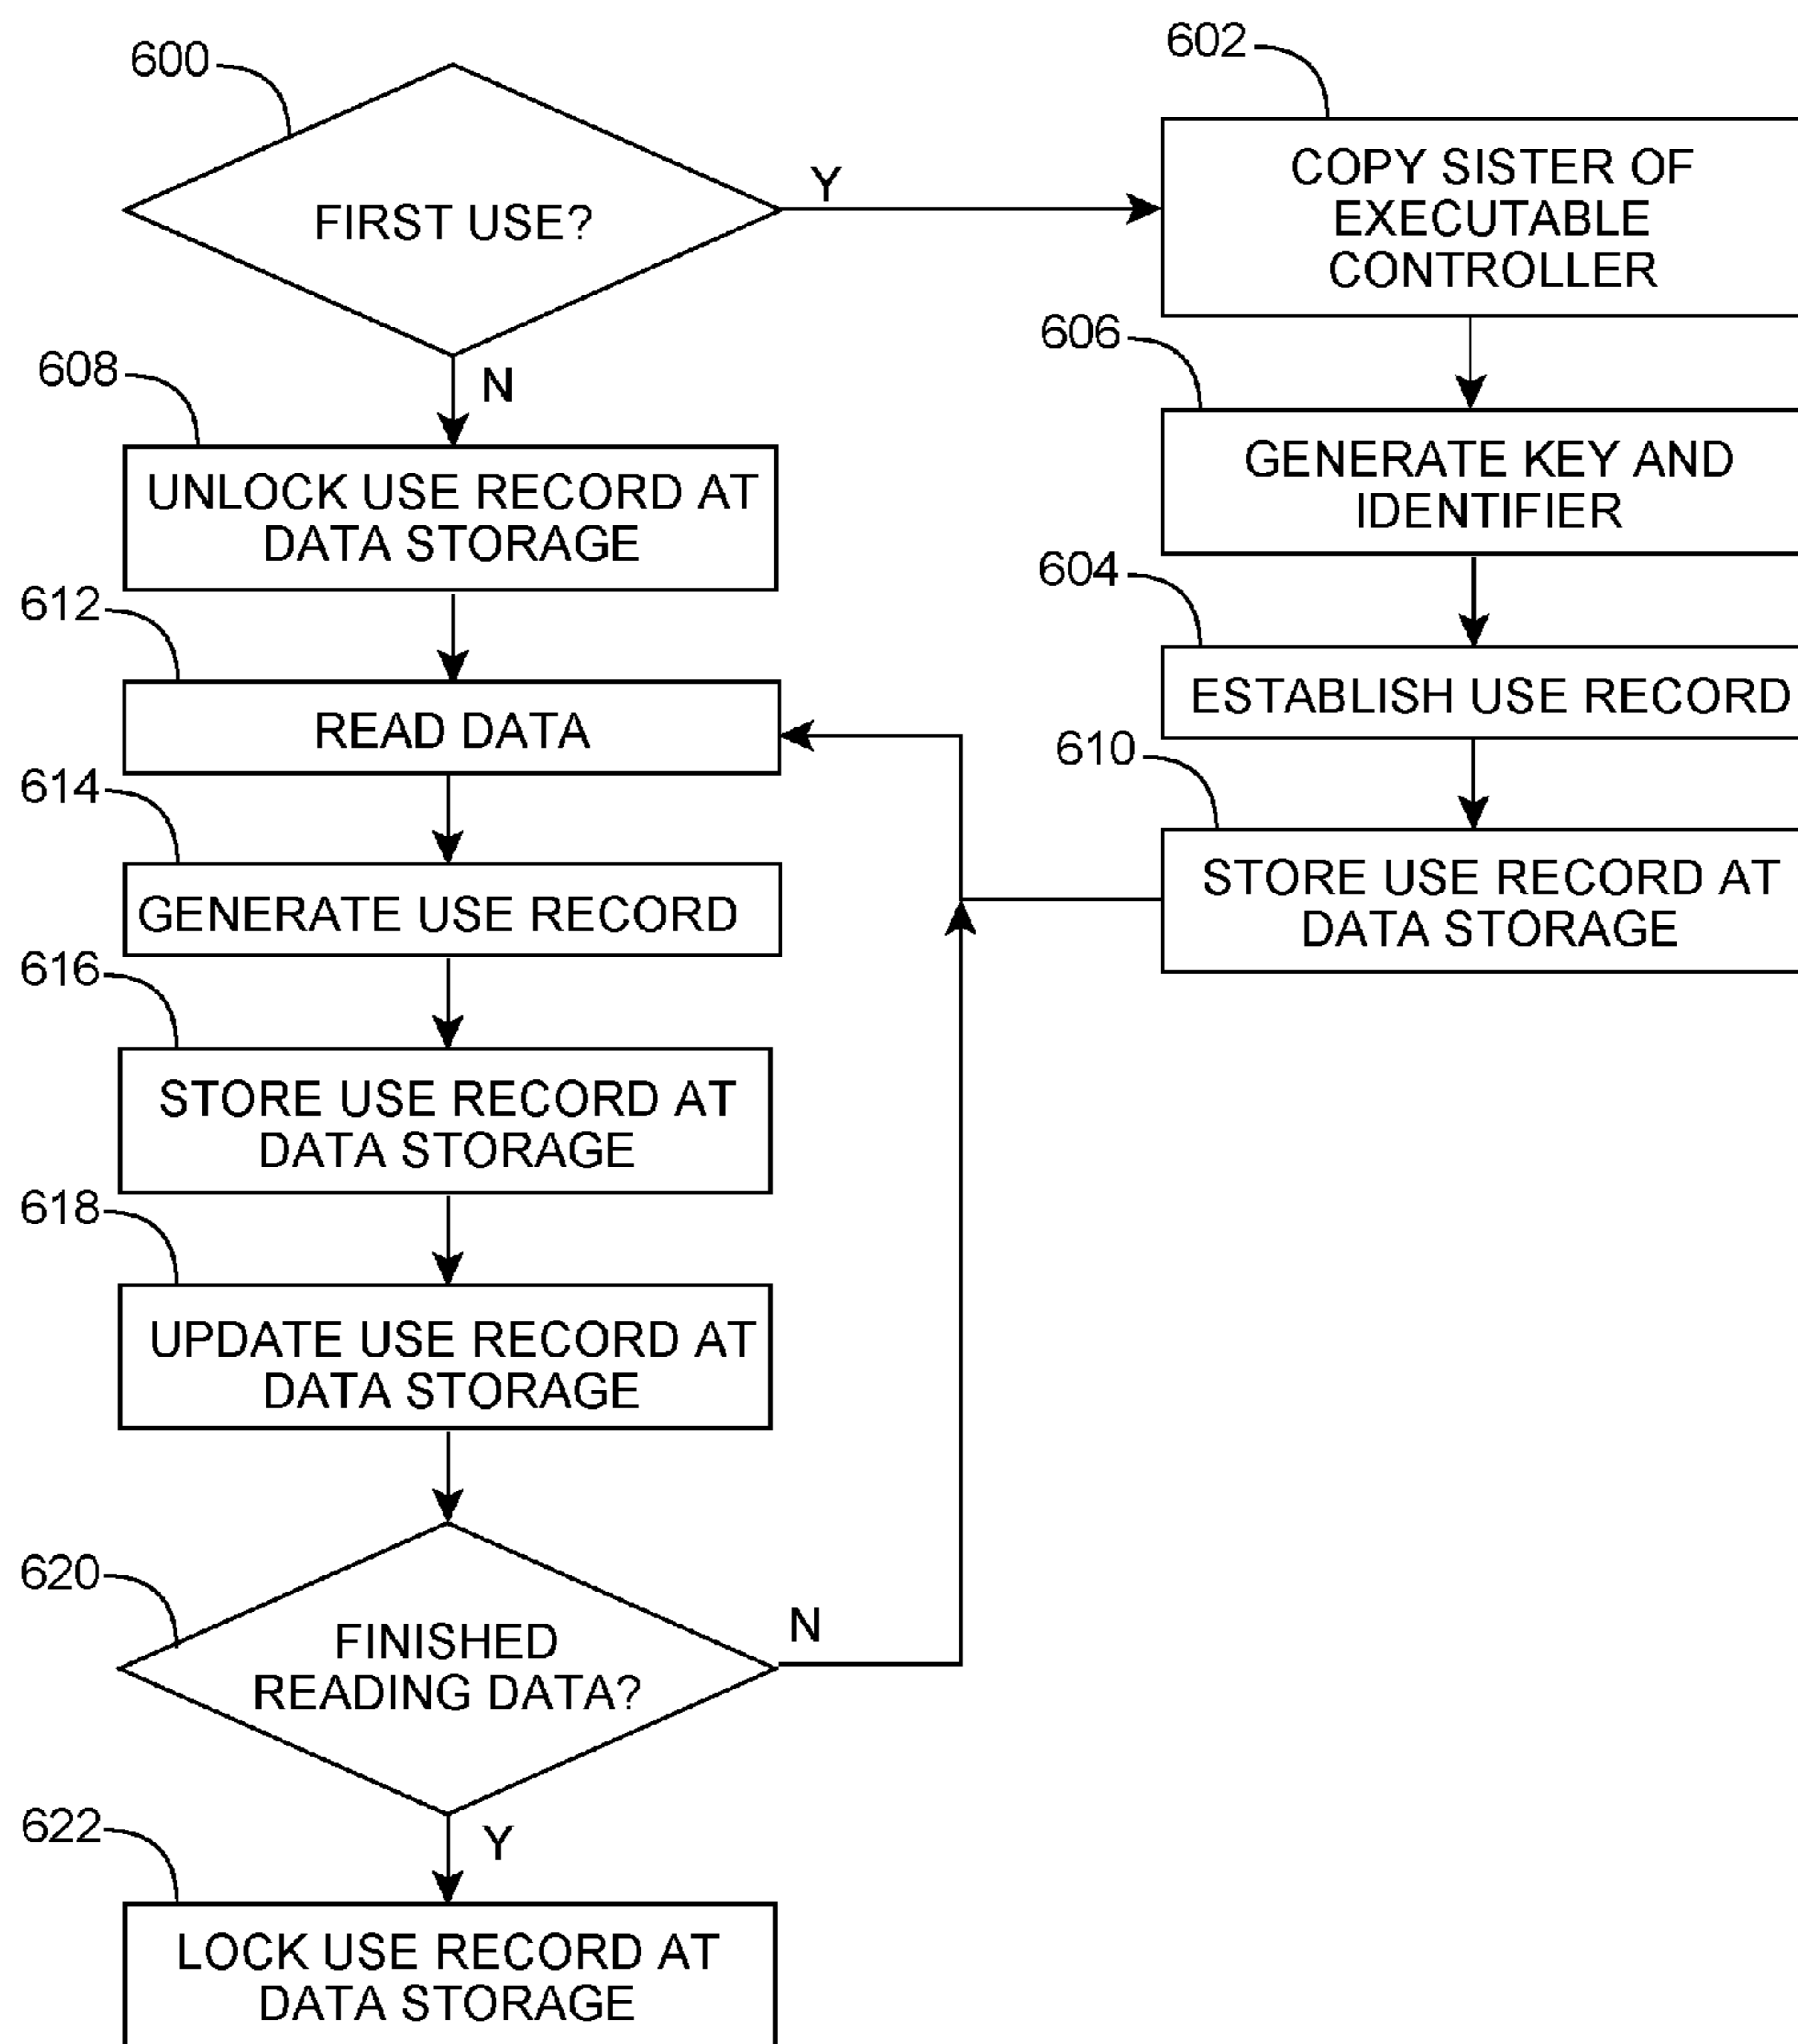 600
FIRST USE?
Y
N
602
COPY SISTER OF
EXECUTABLE
CONTROLLER
606
GENERATE KEY AND
IDENTIFIER
604
ESTABLISH USE RECORD
610
STORE USE RECORD AT
DATA STORAGE
608
UNLOCK USE RECORD AT
DATA STORAGE
612
READ DATA
614
GENERATE USE RECORD
616
STORE USE RECORD AT
DATA STORAGE
618
UPDATE USE RECORD AT
DATA STORAGE
620
FINISHED
READING DATA?
N
Y
622
LOCK USE RECORD AT
DATA STORAGE